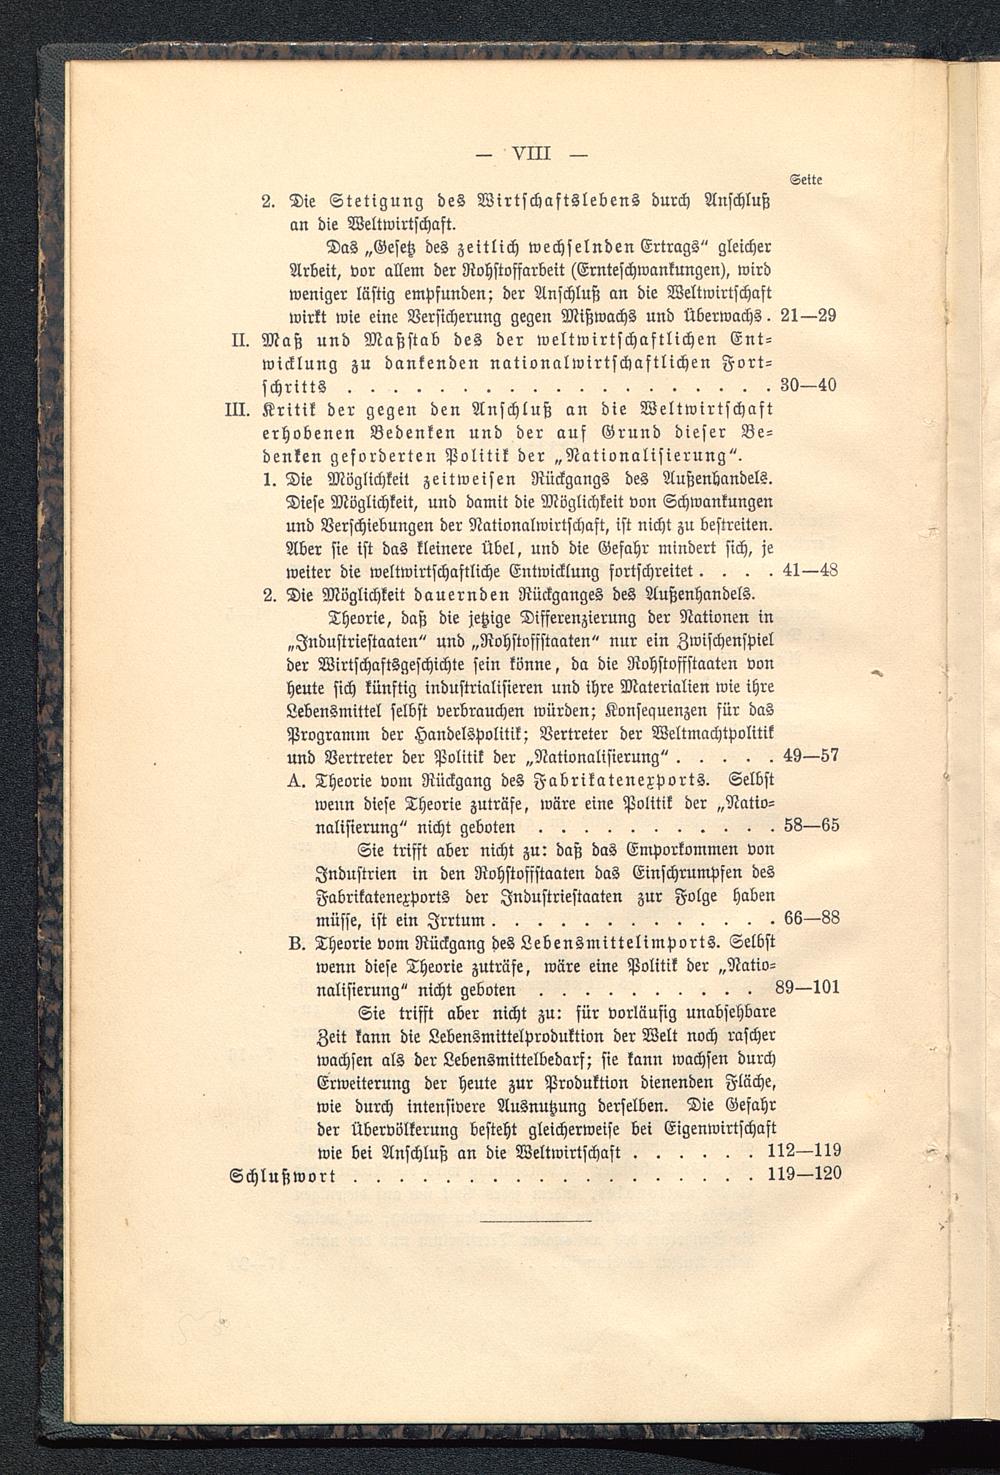 — VIII —
Seite
2. Die Stetigung des Wirtschaftslebens durch Anschluß
an die Weltwirtschaft.
Das „Gesetz des zeitlich wechselnden Ertrags“ gleicher
Arbeit, vor allem der Rohstoffarbeit (Ernteschwankungen), wird
weniger lästig empfunden; der Anschluß an die Weltwirtschaft
wirkt wie eine Versicherung gegen Mißwachs und Überwachs. 21—29
II. Maß und Maßstab des der weltwirtschaftlichen Ent=
wicklung zu dankenden nationalwirtschaftlichen Fort=
schritts . . . . . . . . . . . . . . . . . . 30—40
III. Kritik der gegen den Anschluß an die Weltwirtschaft
erhobenen Bedenken und der auf Grund dieser Be=
denken geforderten Politik der „Nationalisierung“.
1. Die Möglichkeit zeitweisen Rückgangs des Außenhandels.
Diese Möglichkeit, und damit die Möglichkeit von Schwankungen
und Verschiebungen der Nationalwirtschaft, ist nicht zu bestreiten.
Aber sie ist das kleinere Übel, und die Gefahr mindert sich, je
weiter die weltwirtschaftliche Entwicklung fortschreitet . . . . 41—48
2. Die Möglichkeit dauernden Rückganges des Außenhandels.
Theorie, daß die jetzige Differenzierung der Nationen in
„Industriestaaten“ und „Rohstoffstaaten“ nur ein Zwischenspiel
der Wirtschaftsgeschichte sein könne, da die Rohstoffstaaten von
heute sich künftig industrialisieren und ihre Materialien wie ihre
Lebensmittel selbst verbrauchen würden; Konsequenzen für das
Programm der Handelspolitik; Vertreter der Weltmachtpolitik
und Vertreter der Politik der „Nationalisierung“ . . . . . 49—57
A. Theorie vom Rückgang des Fabrikatenexports. Selbst
wenn diese Theorie zuträfe, wäre eine Politik der „Natio=
nalisierung“ nicht geboten . . . . . . . . . . 58—65
Sie trifft aber nicht zu: daß das Emporkommen von
Industrien in den Rohstoffstaaten das Einschrumpfen des
Fabrikatenexports der Industriestaaten zur Folge haben
müsse, ist ein Irrtum . . . . . . . . . . . . . 66—88
B. Theorie vom Rückgang des Lebensmittelimports. Selbst
wenn diese Theorie zuträfe, wäre eine Politik der „Natio=
nalisierung“ nicht geboten . . . . . . . . . . 89—101
Sie trifft aber nicht zu: für vorläufig unabsehbare
Zeit kann die Lebensmittelproduktion der Welt noch rascher
wachsen als der Lebensmittelbedarf; sie kann wachsen durch
Erweiterung der heute zur Produktion dienenden Fläche,
wie durch intensivere Ausnutzung derselben. Die Gefahr
der Übervölkerung besteht gleicherweise bei Eigenwirtschaft
wie bei Anschluß an die Weltwirtschaft . . . . . . 112—119
Schlußwort . . . . . . . . . . . . . . . . . . 119—120